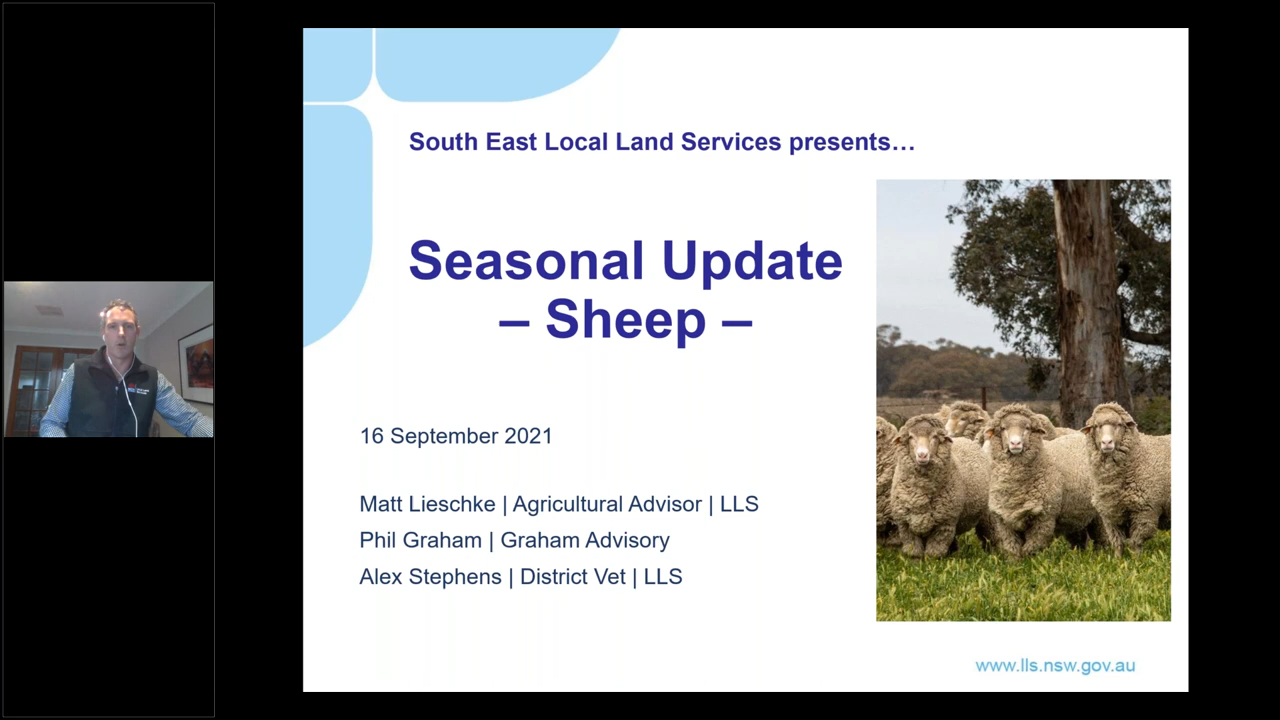 South East Local Land Services presents…
Seasonal Update
– Sheep –
16 September 2021
Matt Lieschke | Agricultural Advisor | LLS
Phil Graham | Graham Advisory
Alex Stephens | District Vet | LLS
www.lls.nsw.gov.au